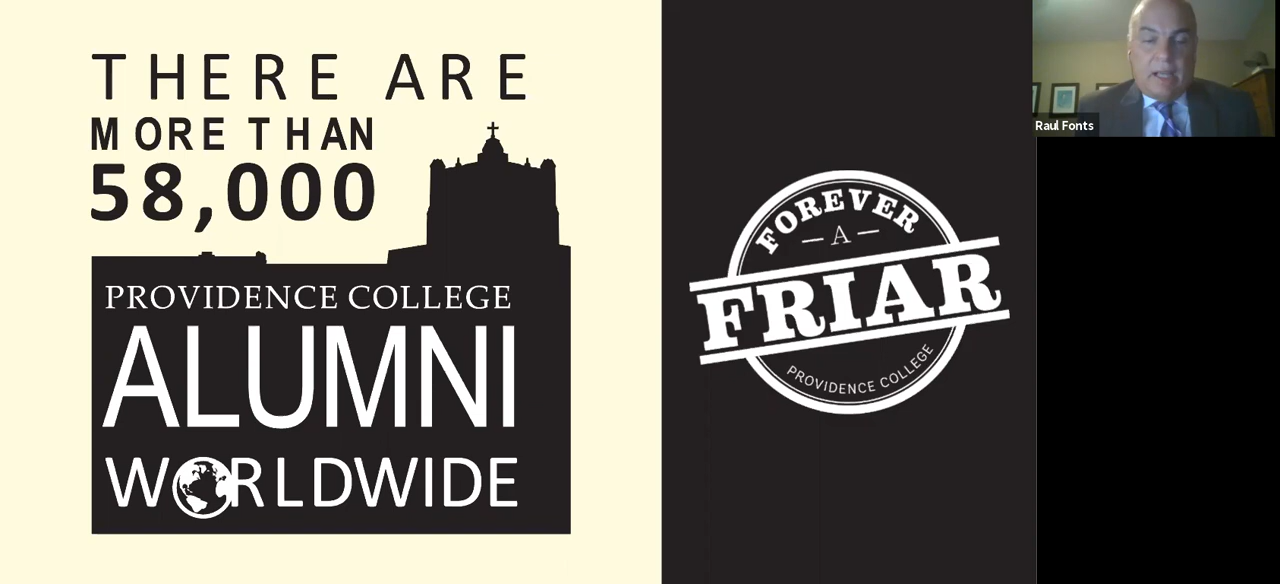 THERE ARE
MORE THAN
58,000
PROVIDENCE COLLEGE
ALUMNI
WORLDWIDE
FOREVER
A
FRIAR
PROVIDENCE COLLEGE
Raul Fonts